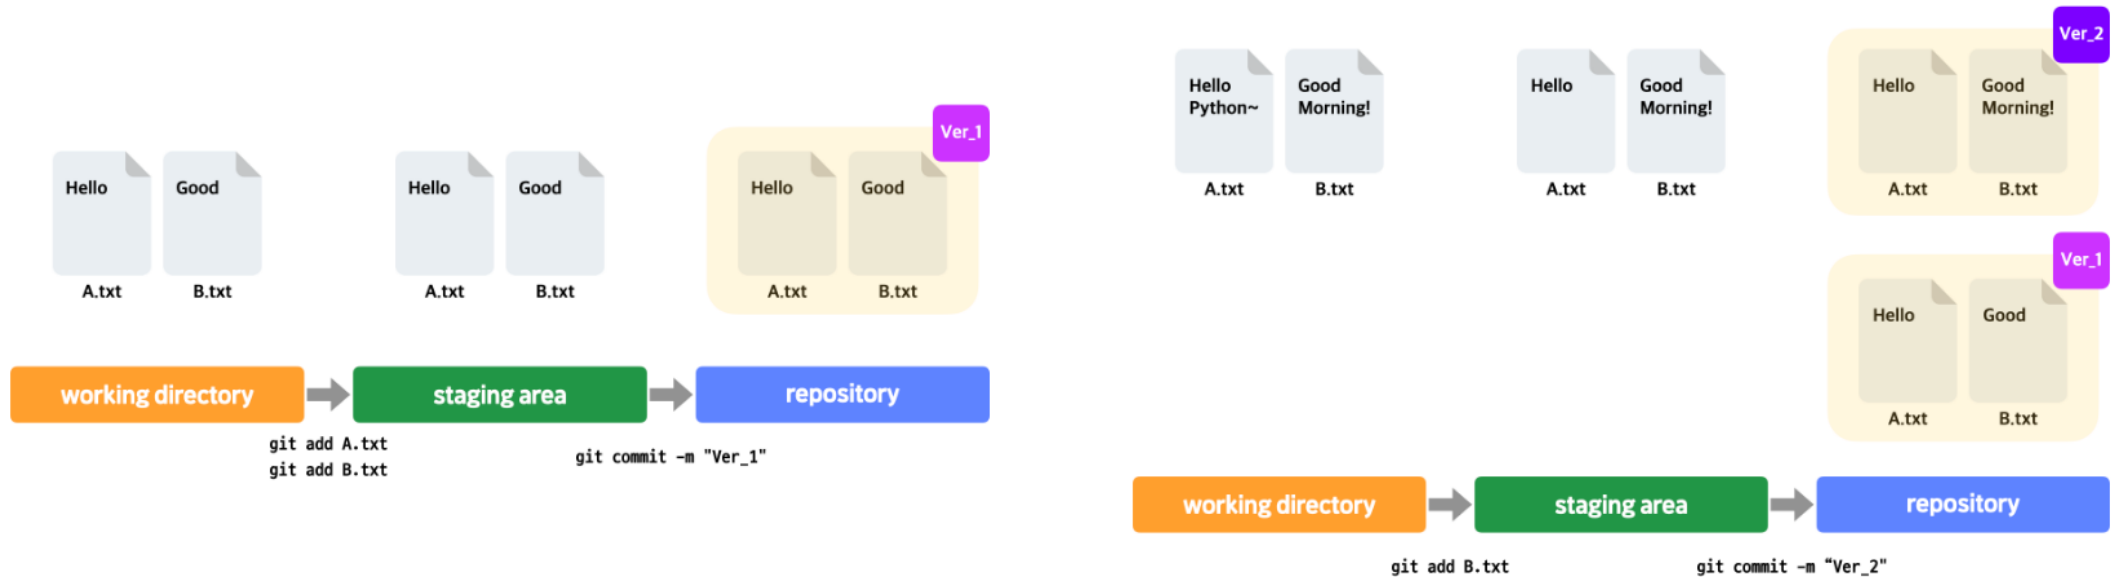 Ver_1
Hello
Good
A.txt
B.txt
Hello
Good
A.txt
B.txt
Hello
Good
A.txt
B.txt
working directory
staging area
repository
git add A.txt
git add B.txt
git commit -m "Ver_1"
Ver_2
Hello
Python~
Good
Morning!
A.txt
B.txt
Hello
Good
Morning!
A.txt
B.txt
Hello
Good
Morning!
A.txt
B.txt
Ver_1
Hello
Good
A.txt
B.txt
working directory
staging area
repository
git add B.txt
git commit -m “Ver_2"